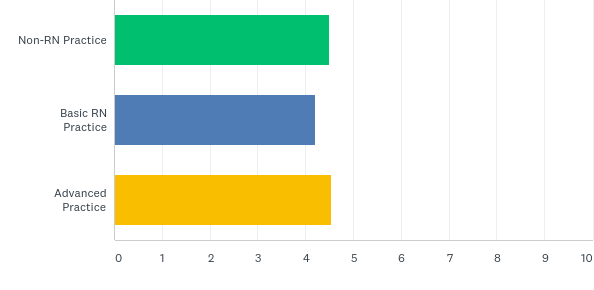 Non-RN Practice
Basic RN
Practice
Advanced
Practice
0 1 2 3 4 5 6 7 8 9 10